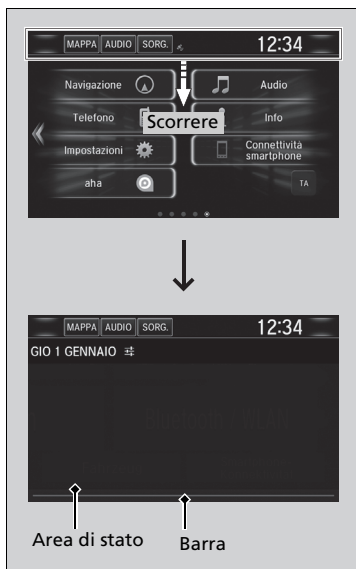 MAPPA AUDIO SORG. 12:34
Navigazione Audio
Telefono Info
Scorrere
Impostazioni Connettività
smartphone
aha TA
MAPPA AUDIO SORG. 12:34
GIO 1 GENNAIO
Area di stato Barra